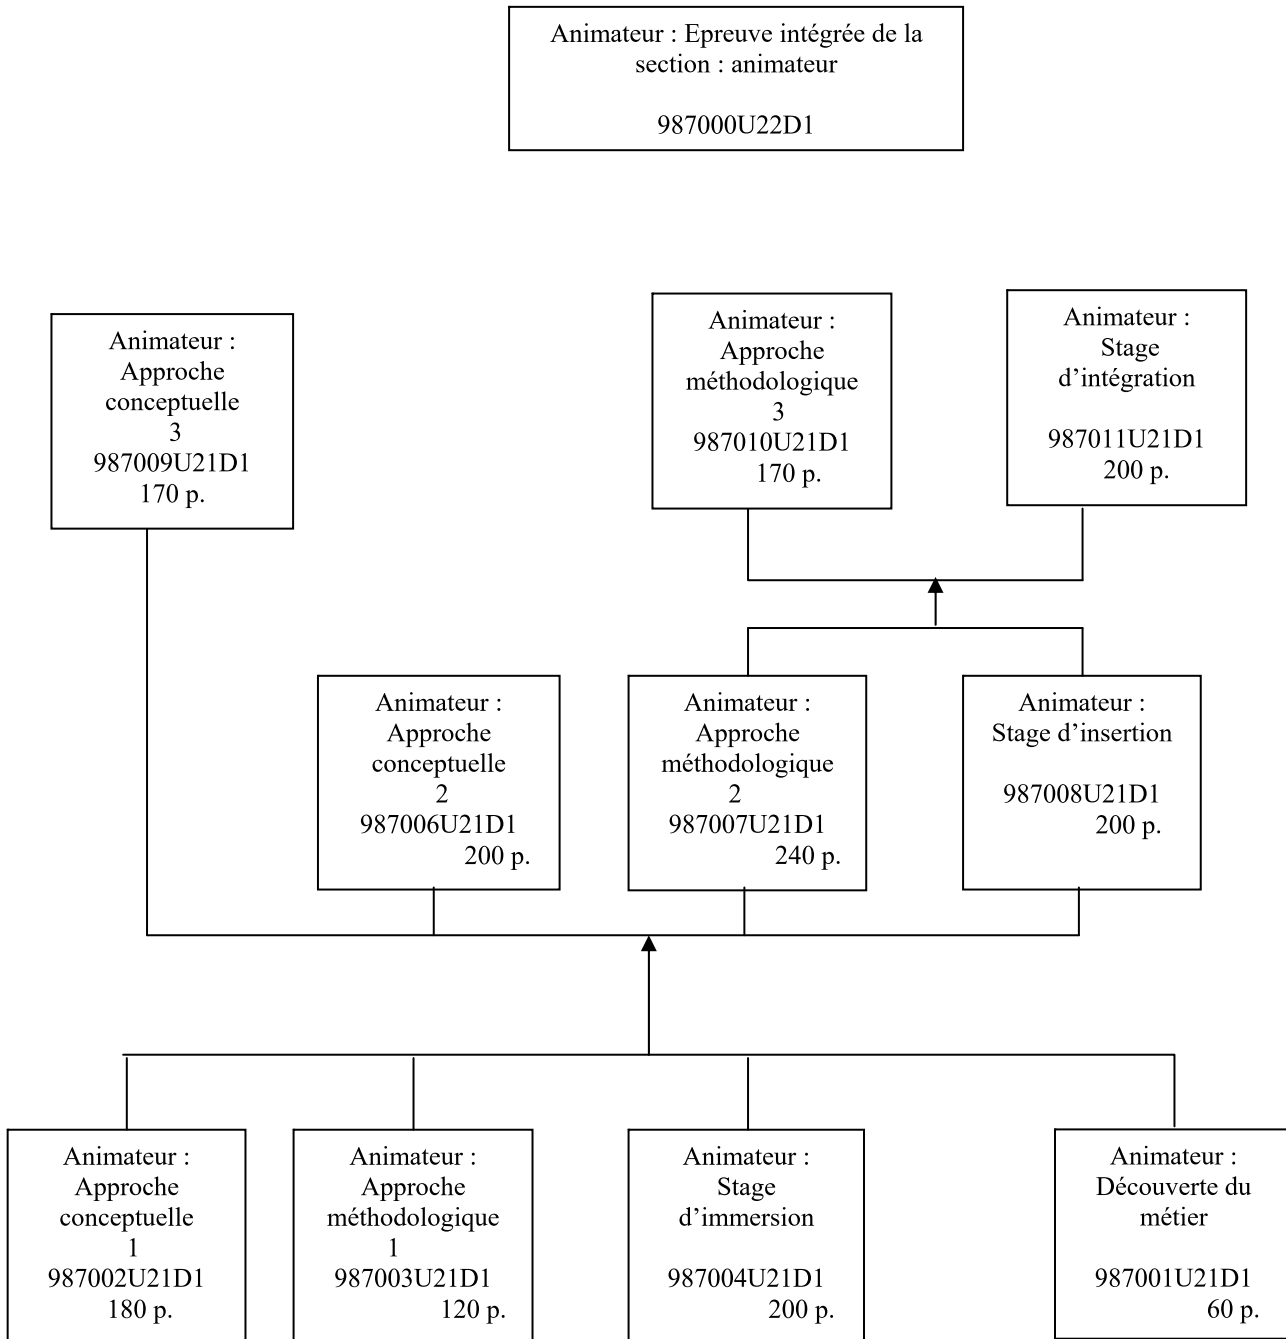 Animateur : Epreuve intégrée de la
section : animateur
987000U22D1
Animateur :
Approche
conceptuelle
3
987009U21D1
170 p.
Animateur :
Approche
méthodologique
3
987010U21D1
170 p.
Animateur :
Stage
d’intégration
987011U21D1
200 p.
Animateur :
Approche
conceptuelle
2
987006U21D1
200 p.
Animateur :
Approche
méthodologique
2
987007U21D1
240 p.
Animateur :
Stage d’insertion
987008U21D1
200 p.
Animateur :
Approche
conceptuelle
1
987002U21D1
180 p.
Animateur :
Approche
méthodologique
1
987003U21D1
120 p.
Animateur :
Stage
d’immersion
987004U21D1
200 p.
Animateur :
Découverte du
métier
987001U21D1
60 p.